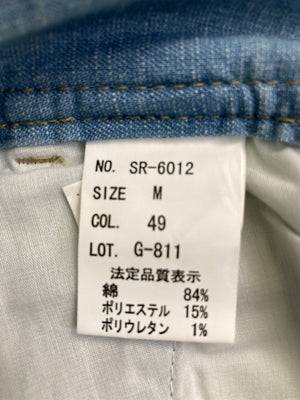 NO. SR-6012
SIZE M
COL. 49
LOT. G-811
法定品質表示
綿 84%
ポリエステル 15%
ポリウレタン 1%